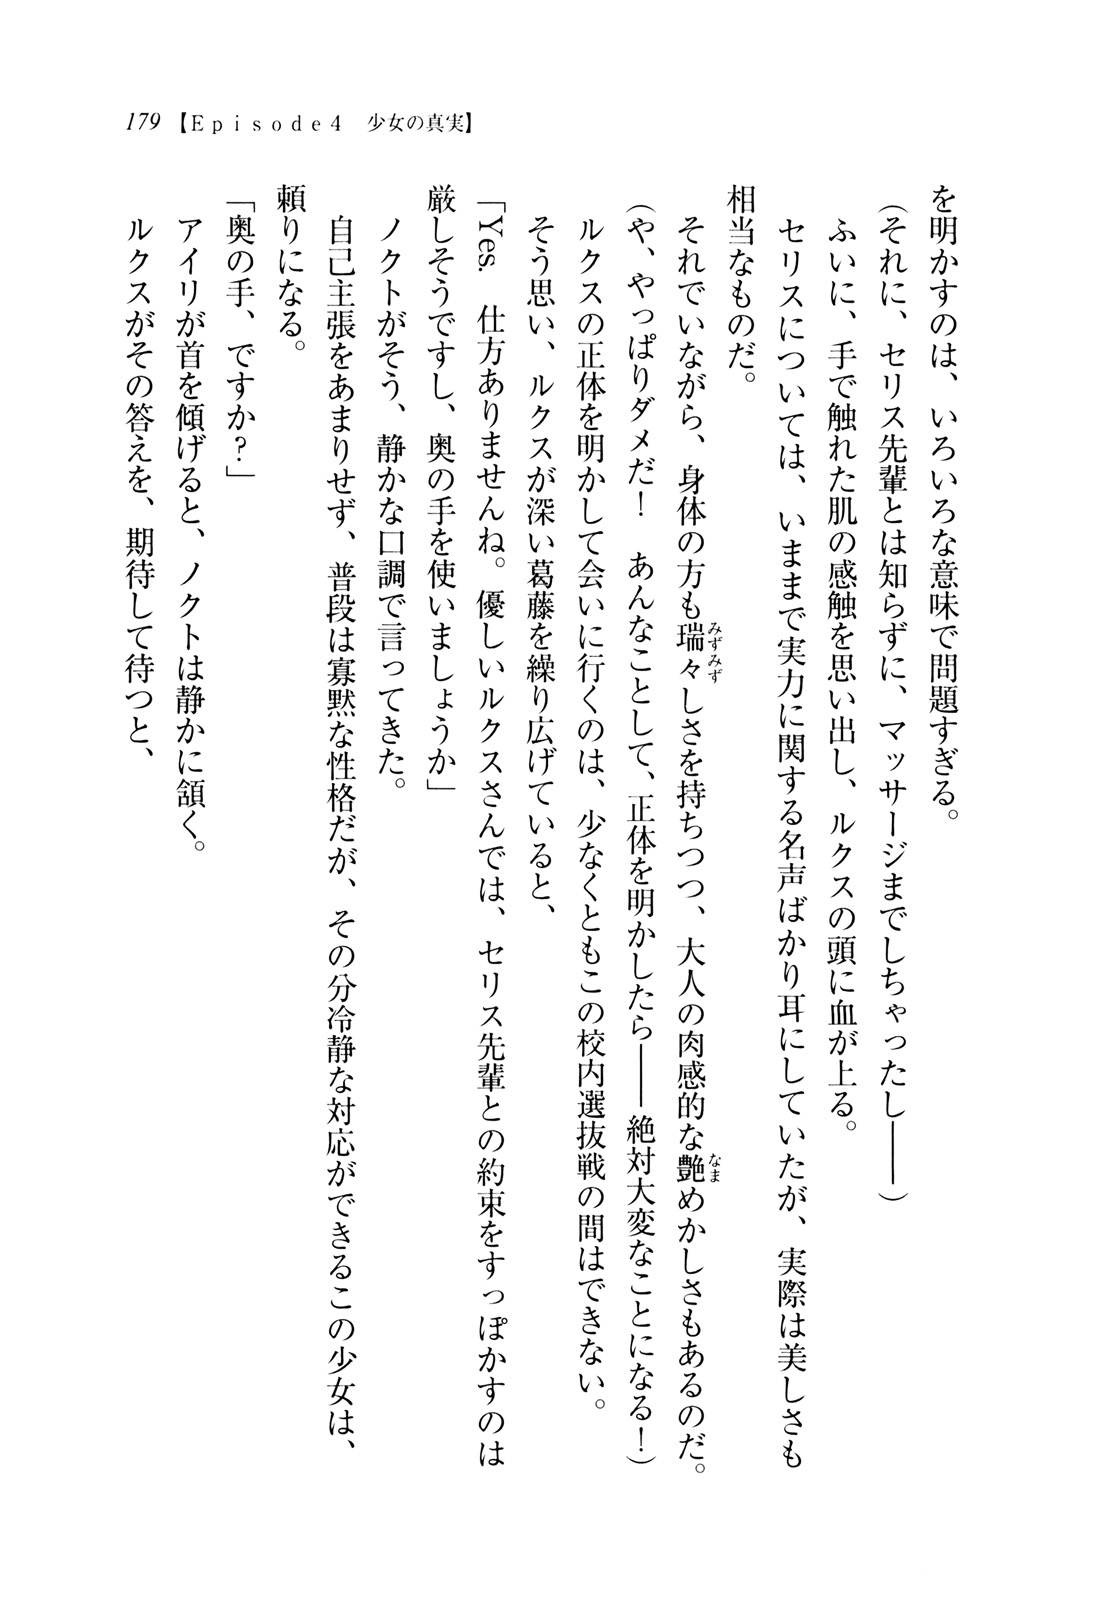 179 【Episode4　少女の真実】
を明かすのは、いろいろな意味で問題すぎる。
（それに、セリス先輩とは知らずに、マッサージまでしちゃったし――）
ふいに、手で触れた肌の感触を思い出し、ルクスの頭に血が上る。
セリスについては、いままで実力に関する名声ばかり耳にしていたが、実際は美しさも
相当なものだ。
それでいながら、身体の方も瑞々しさを持ちつつ、大人の肉感的な艶めかしさもあるのだ。
みずみず
なま
（や、やっぱりダメだ！　あんなことして、正体を明かしたら――絶対大変なことになる！）
ルクスの正体を明かして会いに行くのは、少なくともこの校内選抜戦の間はできない。
そう思い、ルクスが深い葛藤を繰り広げていると、
「Yes.　仕方ありませんね。優しいルクスさんでは、セリス先輩との約束をすっぽかすのは
厳しそうですし、奥の手を使いましょうか」
ノクトがそう、静かな口調で言ってきた。
自己主張をあまりせず、普段は寡黙な性格だが、その分冷静な対応ができるこの少女は、
頼りになる。
「奥の手、ですか？」
アイリが首を傾げると、ノクトは静かに頷く。
ルクスがその答えを、期待して待つと、